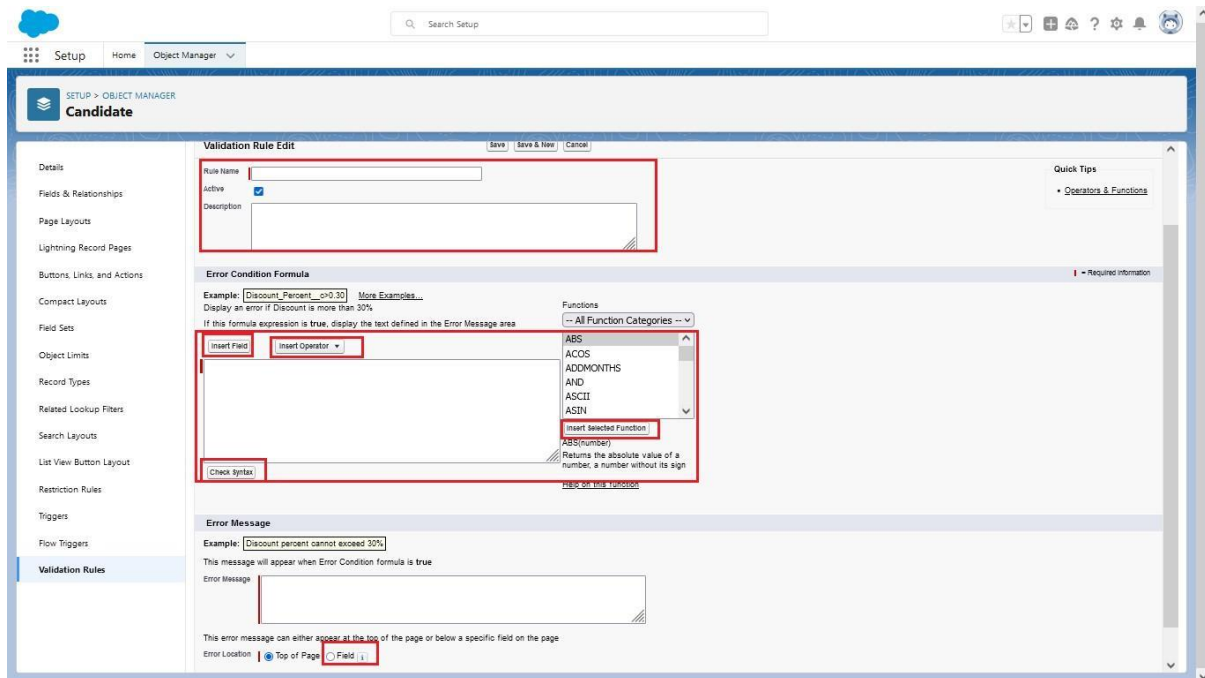 Search Setup
Setup
Home
Object Manager
SETUP > OBJECT MANAGER
Candidate
Details
Fields & Relationships
Page Layouts
Lightning Record Pages
Buttons, Links, and Actions
Compact Layouts
Field Sets
Object Limits
Record Types
Related Lookup Filters
Search Layouts
List View Button Layout
Restriction Rules
Triggers
Flow Triggers
Validation Rules
Validation Rule Edit
Save
Save & New
Cancel
Rule Name
Active
Description
Quick Tips
• Operators & Functions
Error Condition Formula
= Required Information
Example: Discount_Percent__c>0.30 More Examples...
Display an error if Discount is more than 30%
If this formula expression is true, display the text defined in the Error Message area
Insert Field
Insert Operator
Functions
-- All Function Categories --
ABS
ACOS
ADDMONTHS
AND
ASCII
ASIN
Insert Selected Function
ABS(number)
Returns the absolute value of a
number, a number without its sign
Help on this function
Check Syntax
Error Message
Example: Discount percent cannot exceed 30%
This message will appear when Error Condition formula is true
Error Message
This error message can either appear at the top of the page or below a specific field on the page
Error Location
Top of Page
Field
i